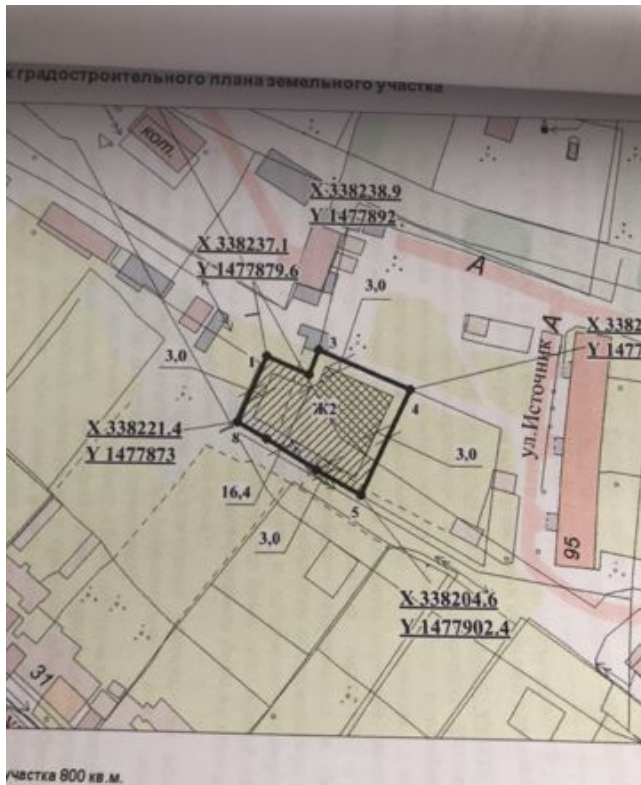 к градостроительного плана земельного участка
кот.
X 338238.9
Y 1477892
X 338237.1
Y 1477879.6
А
3,0
X 3382
Y 1477
3
1
3,0
4
Ж2
ул.Источник
А
X 338221.4
Y 1477873
8
3,0
16,4
5
3,0
95
X 338204.6
Y 1477902.4
31
участка 800 кв.м.